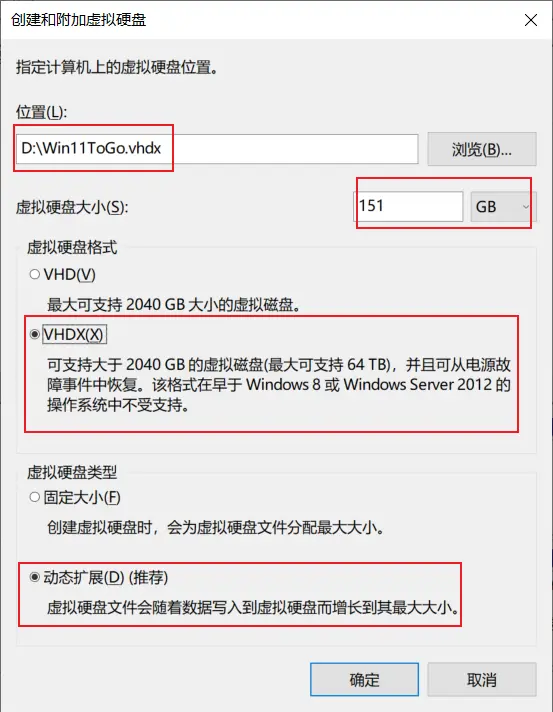 创建和附加虚拟硬盘
指定计算机上的虚拟硬盘位置。
位置(L):
D:\Win11ToGo.vhdx
浏览(B)...
虚拟硬盘大小(S):
151
GB
虚拟硬盘格式
VHD(V)
最大可支持 2040 GB 大小的虚拟磁盘。
VHDX(X)
可支持大于 2040 GB 的虚拟磁盘(最大可支持 64 TB)，并且可从电源故
障事件中恢复。该格式在早于 Windows 8 或 Windows Server 2012 的
操作系统中不受支持。
虚拟硬盘类型
固定大小(F)
创建虚拟硬盘时，会为虚拟硬盘文件分配最大大小。
动态扩展(D) (推荐)
虚拟硬盘文件会随着数据写入到虚拟硬盘而增长到其最大大小。
确定
取消